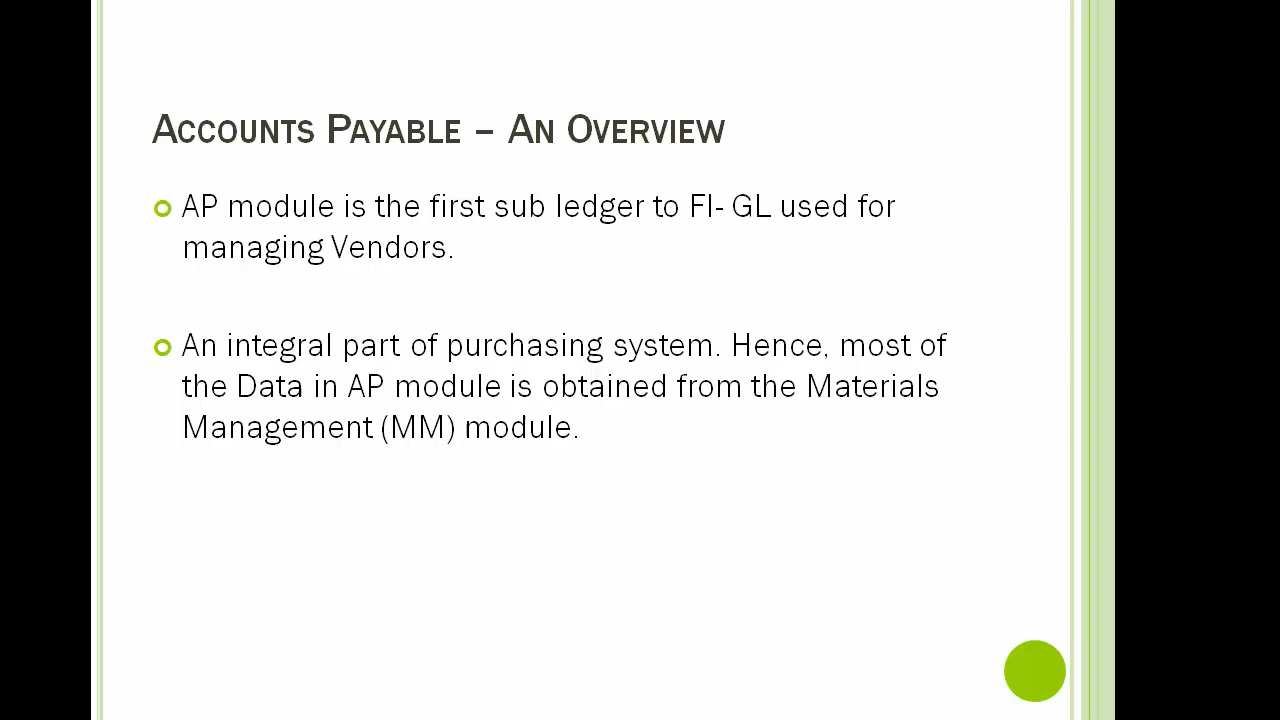 ACCOUNTS PAYABLE – AN OVERVIEW
AP module is the first sub ledger to FI- GL used for
managing Vendors.
An integral part of purchasing system. Hence, most of
the Data in AP module is obtained from the Materials
Management (MM) module.